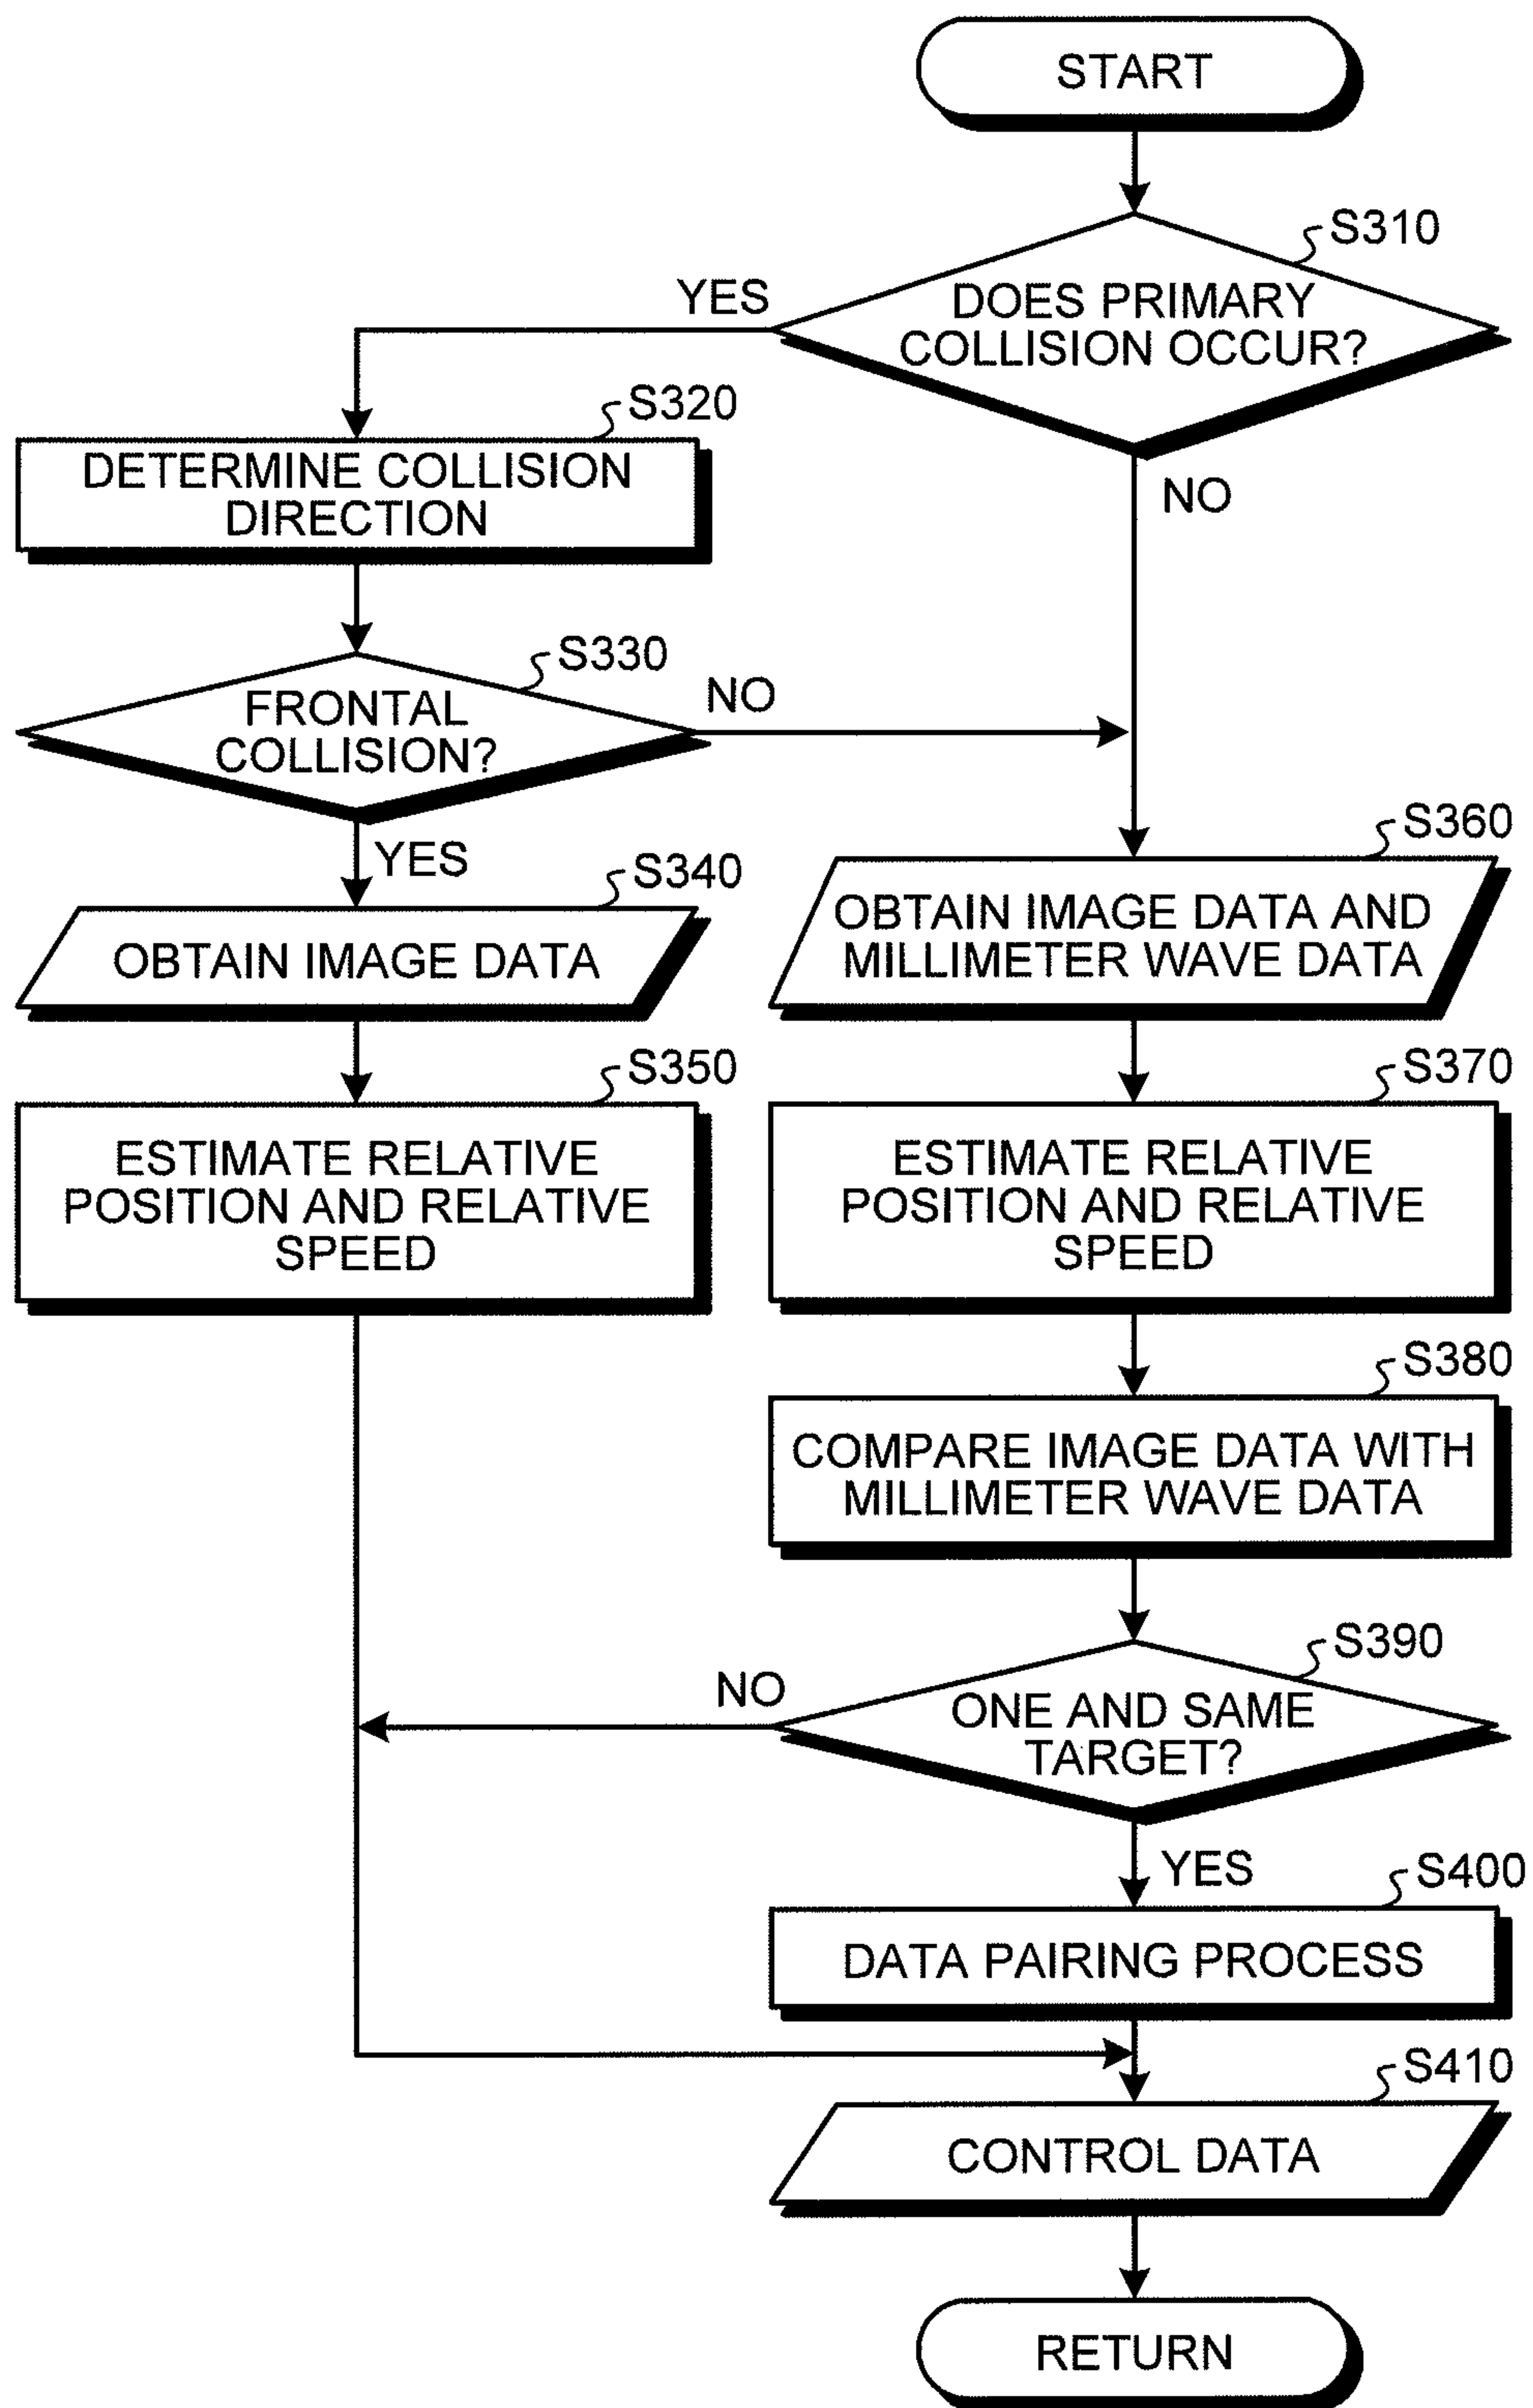 START
S310
DOES PRIMARY
COLLISION OCCUR?
YES
NO
S320
DETERMINE COLLISION
DIRECTION
S330
FRONTAL
COLLISION?
NO
YES
S340
OBTAIN IMAGE DATA
S350
ESTIMATE RELATIVE
POSITION AND RELATIVE
SPEED
S360
OBTAIN IMAGE DATA AND
MILLIMETER WAVE DATA
S370
ESTIMATE RELATIVE
POSITION AND RELATIVE
SPEED
S380
COMPARE IMAGE DATA WITH
MILLIMETER WAVE DATA
S390
ONE AND SAME
TARGET?
NO
YES
S400
DATA PAIRING PROCESS
S410
CONTROL DATA
RETURN